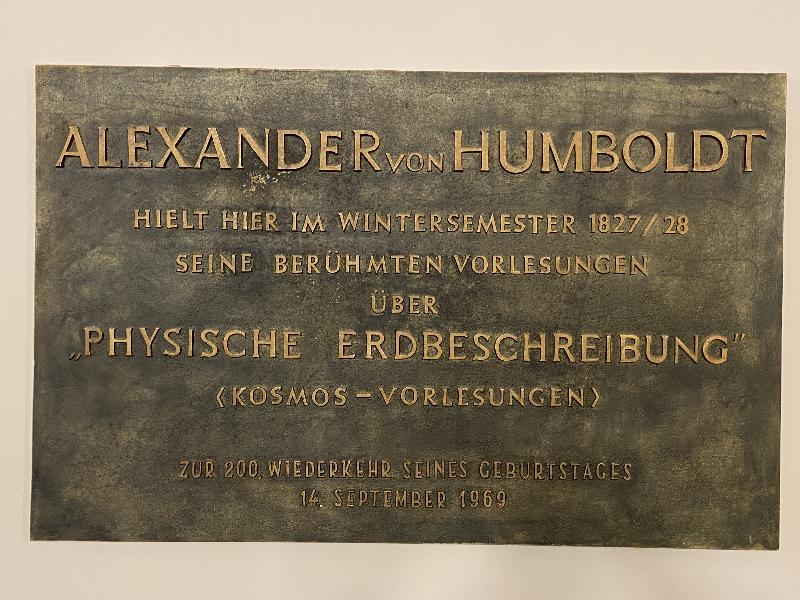 ALEXANDER VON HUMBOLDT
HIELT HIER IM WINTERSEMESTER 1827/28
SEINE BERÜHMTEN VORLESUNGEN
ÜBER
„PHYSISCHE ERDBESCHREIBUNG”
⟨KOSMOS – VORLESUNGEN⟩
ZUR 200. WIEDERKEHR SEINES GEBURTSTAGES
14. SEPTEMBER 1969